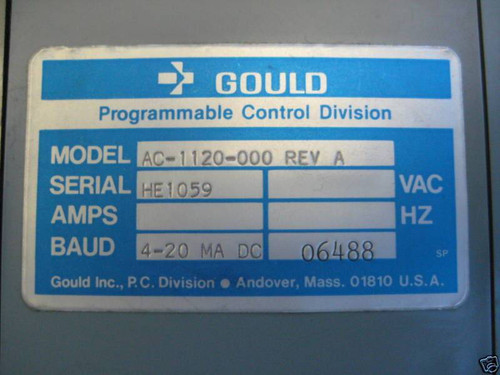 GOULD
Programmable Control Division
MODEL AC-1120-000 REV A
SERIAL HE1059 VAC
AMPS HZ
BAUD 4-20 MA DC 06488 SP
Gould Inc., P.C. Division • Andover, Mass. 01810 U.S.A.